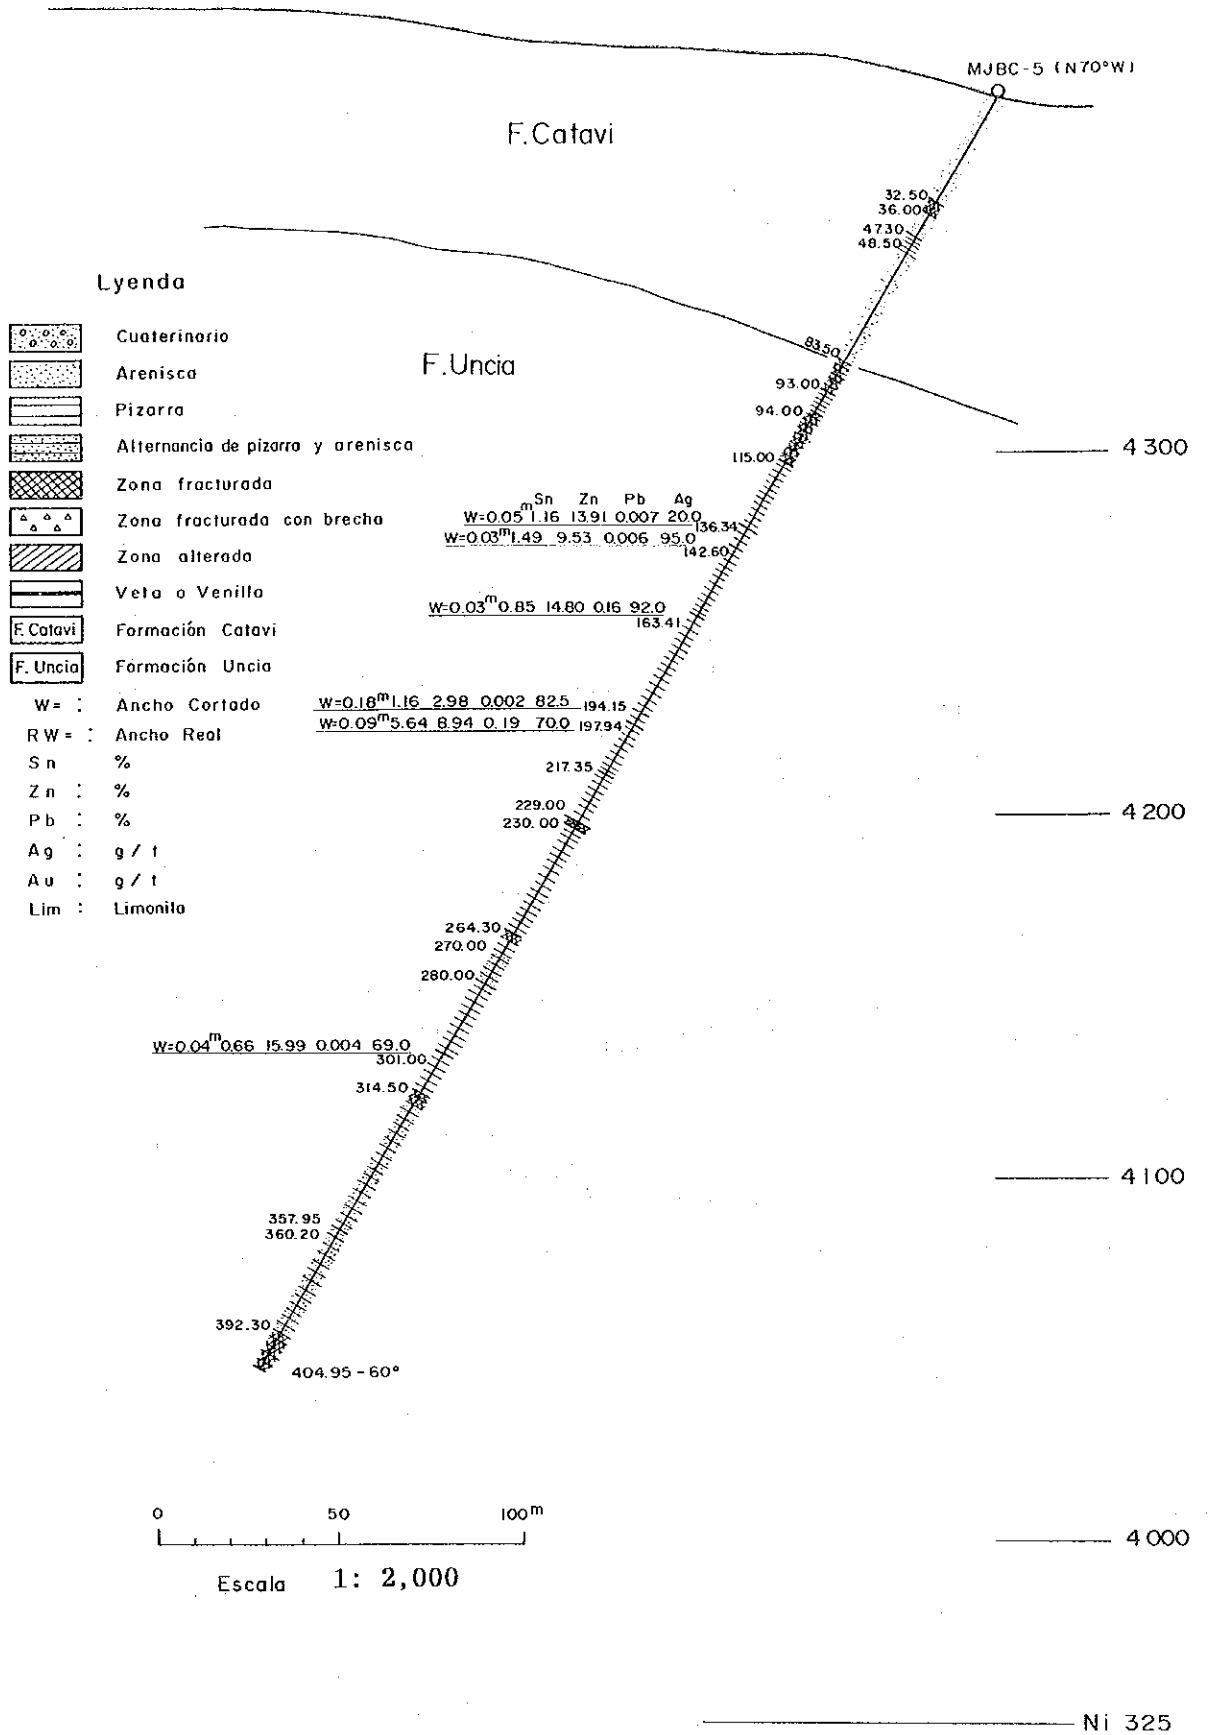 MJBC-5 (N70°W)
F.Catavi
32.50
36.00
47.30
48.50
Lyenda
Cuaterinario
Arenisca
Pizarra
Alternancia de pizarra y arenisca
Zona fracturada
Zona fracturada con brecha
Zona alterada
Veta o Venilla
F.Catavi Formación Catavi
F. Uncia Formación Uncia
W= : Ancho Cortado
RW= : Ancho Real
Sn %
Zn : %
Pb : %
Ag : g / t
Au : g / t
Lim : Limonita
F.Uncia
83.50
93.00
94.00
115.00
4 300
Sn Zn Pb Ag
W=0.05m 1.16 13.91 0.007 20.0 136.34
W=0.03m 1.49 9.53 0.006 95.0 142.60
W=0.03m 0.85 14.80 0.16 92.0 163.41
W=0.18m 1.16 2.98 0.002 82.5 194.15
W=0.09m 5.64 8.94 0.19 70.0 197.94
217.35
229.00
230.00
4 200
264.30
270.00
280.00
W=0.04m 0.66 15.99 0.004 69.0 301.00
314.50
4100
357.95
360.20
392.30
404.95 - 60°
0 50 100m
Escala 1: 2,000
4 000
Ni 325